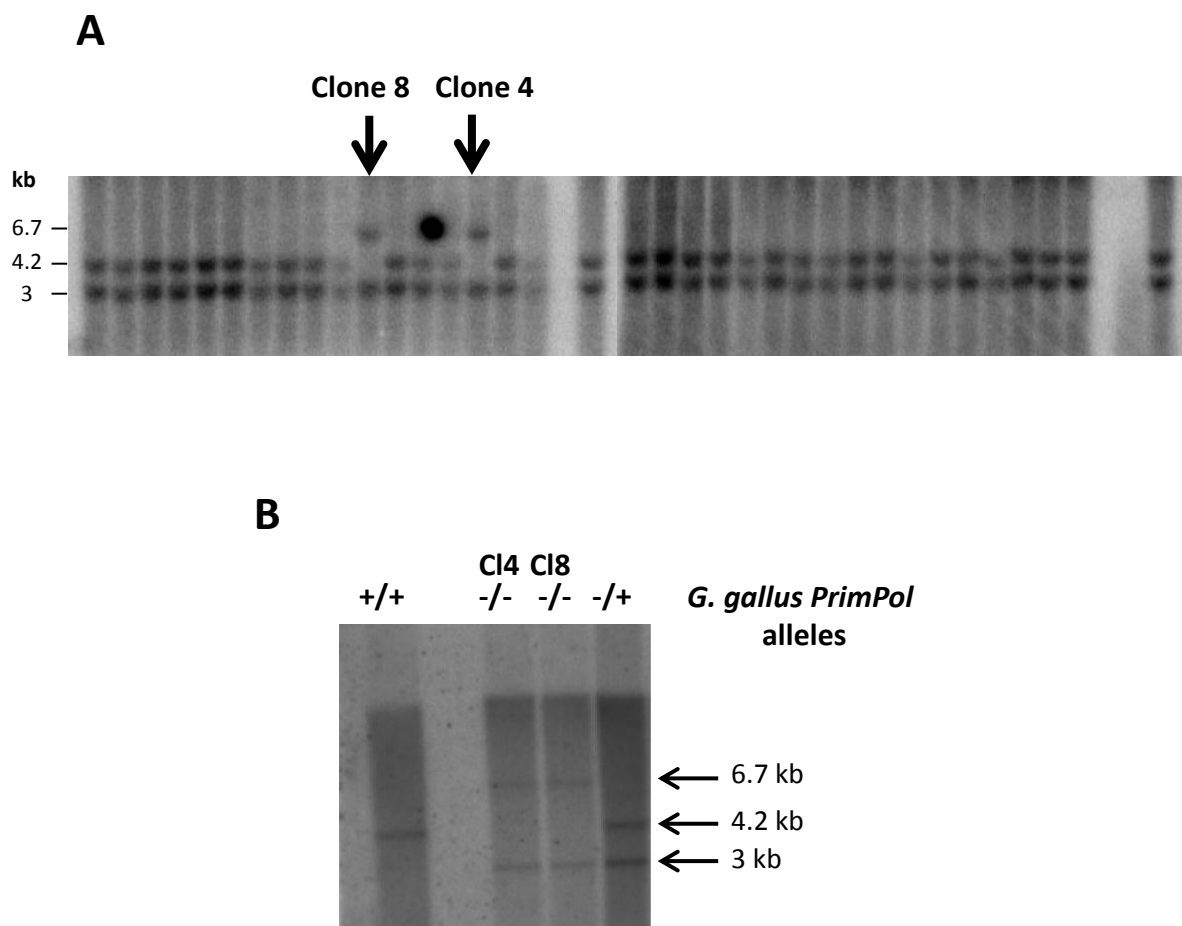 A
Clone 8 Clone 4
kb
6.7
4.2
3
B
Cl4 Cl8
+/+ -/- -/- -/+ G. gallus PrimPol
alleles
6.7 kb
4.2 kb
3 kb